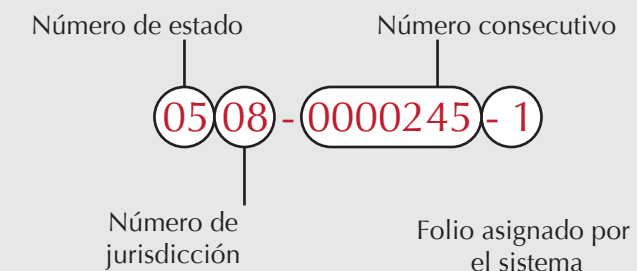 Número de estado
Número consecutivo
0508-0000245-1
Número de
jurisdicción
Folio asignado por
el sistema